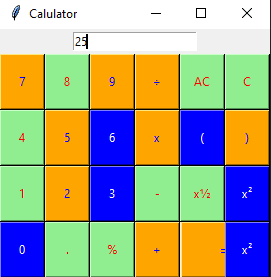 Calulator
25
7 8 9 ÷ AC C
4 5 6 x ( )
1 2 3 - x½ x²
0 . % + = x²